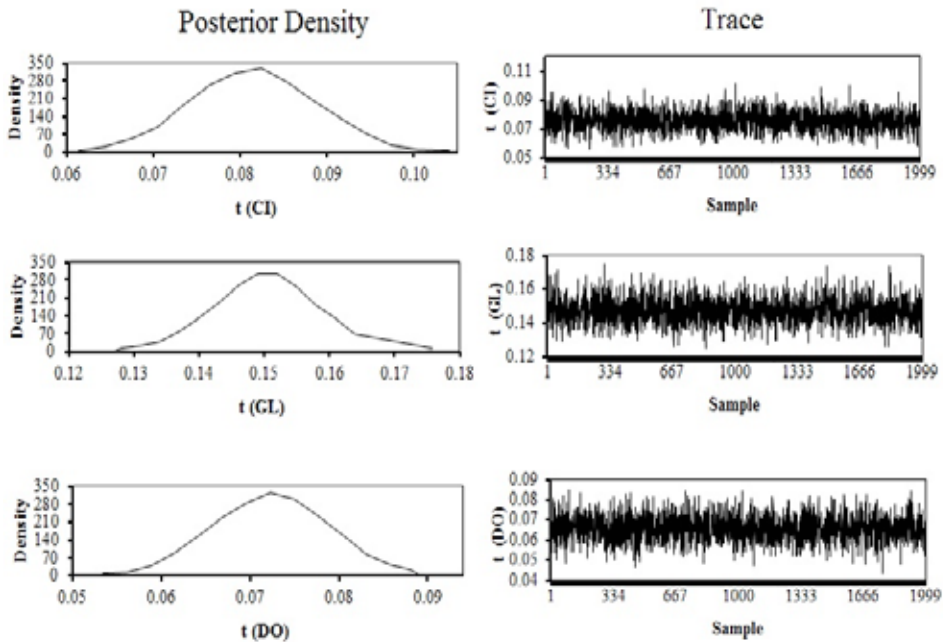 Posterior Density
Trace
Density
350
280
210
140
70
0
0.06 0.07 0.08 0.09 0.10
t (CI)
t (CI)
0.11
0.09
0.07
0.05
1 334 667 1000 1333 1666 1999
Sample
Density
350
280
210
140
70
0
0.12 0.13 0.14 0.15 0.16 0.17 0.18
t (GL)
t (GL)
0.18
0.16
0.14
0.12
1 334 667 1000 1333 1666 1999
Sample
Density
350
280
210
140
70
0
0.05 0.06 0.07 0.08 0.09
t (DO)
t (DO)
0.09
0.08
0.07
0.06
0.05
0.04
1 334 667 1000 1333 1666 1999
Sample